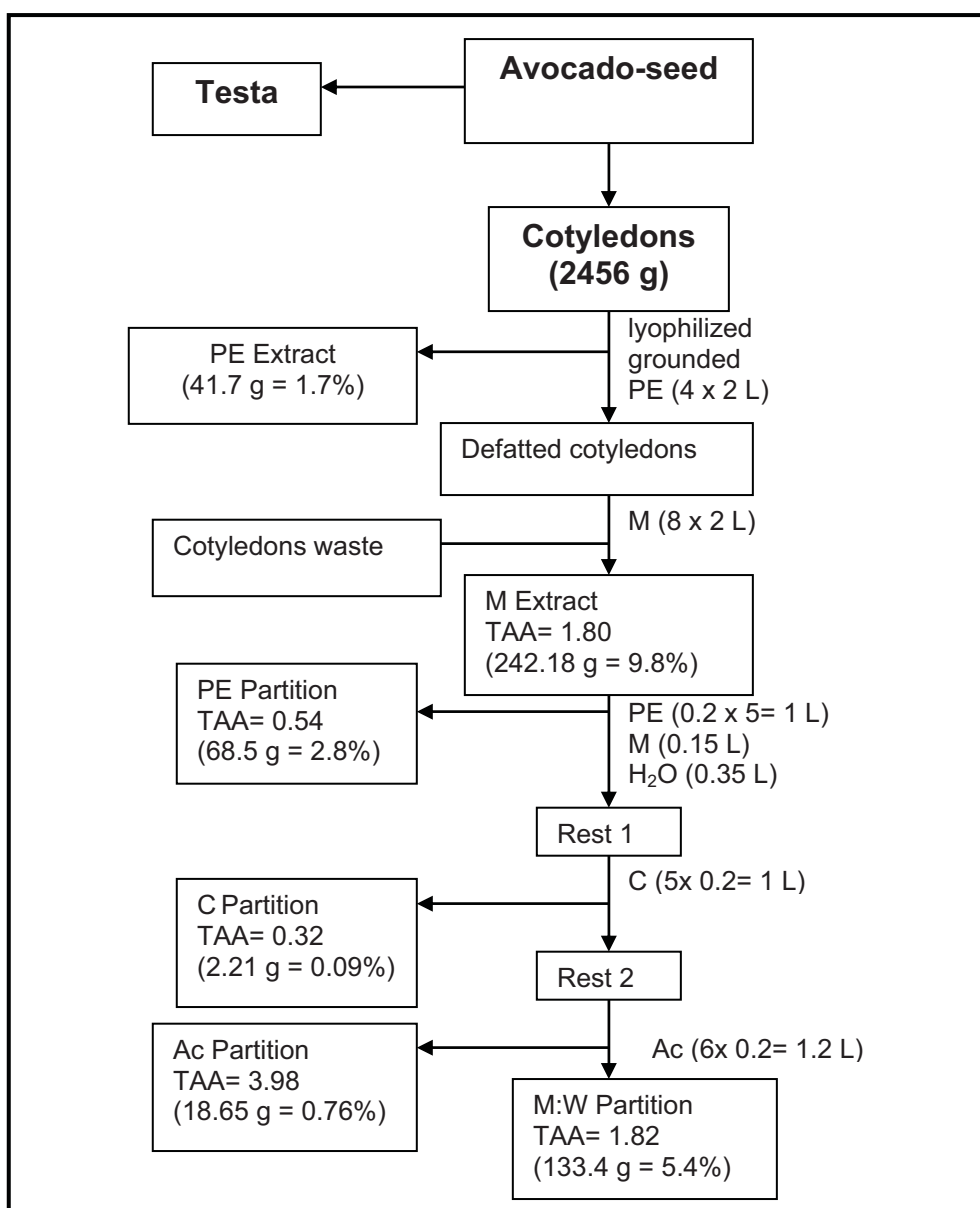 Testa
Avocado-seed
Cotyledons
(2456 g)
lyophilized
grounded
PE (4 x 2 L)
PE Extract
(41.7 g = 1.7%)
Defatted cotyledons
M (8 x 2 L)
Cotyledons waste
M Extract
TAA= 1.80
(242.18 g = 9.8%)
PE Partition
TAA= 0.54
(68.5 g = 2.8%)
PE (0.2 x 5= 1 L)
M (0.15 L)
H₂O (0.35 L)
Rest 1
C (5x 0.2= 1 L)
C Partition
TAA= 0.32
(2.21 g = 0.09%)
Rest 2
Ac Partition
TAA= 3.98
(18.65 g = 0.76%)
Ac (6x 0.2= 1.2 L)
M:W Partition
TAA= 1.82
(133.4 g = 5.4%)